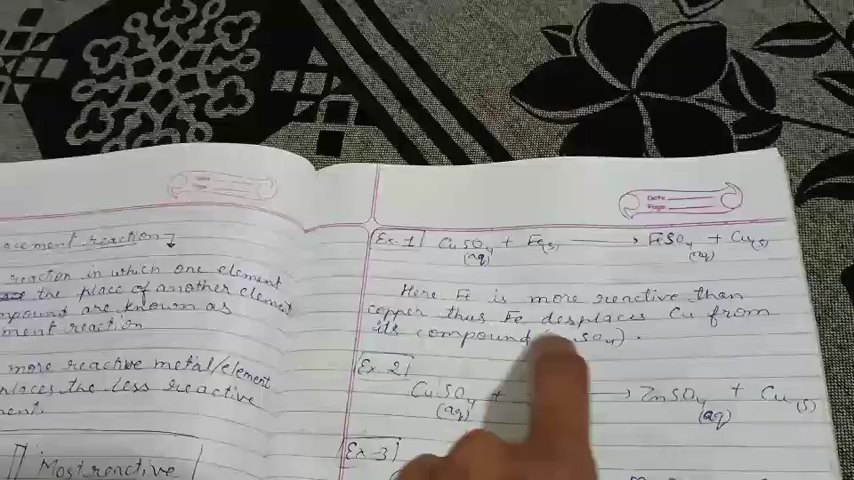 Date
Page
Date
Page
acement reaction
reaction in which one element
the place of another element
mpound are known as
ment reaction
more reactive metal/element
places the less reactive
ment.
Most reactive
Ex. 1 CuSO4 + Fe(s) → FeSO4 + Cu(s)
(aq) (aq)
Here Fe is more reactive than
copper thus Fe desplaces Cu from
its compound SO4).
Ex. 2
CuSO4 + → ZnSO4 + Cu(s)
(aq) (aq)
Ex-3